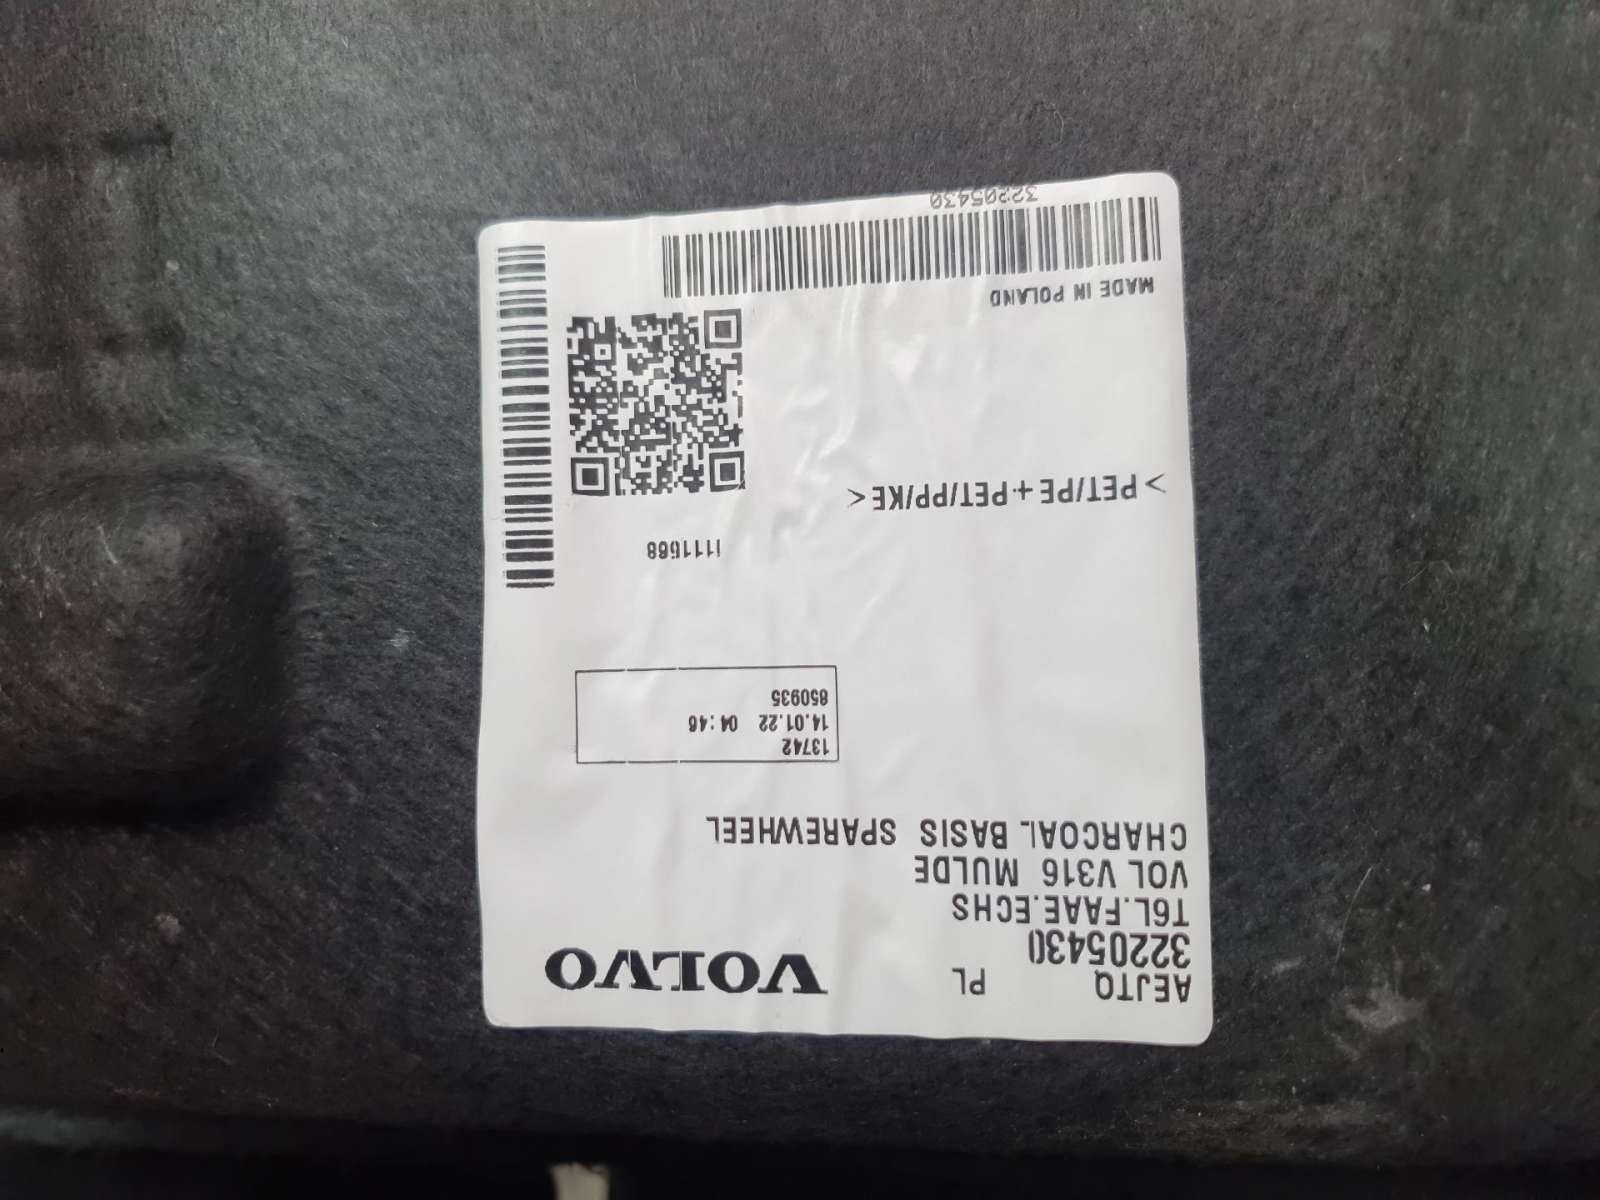 AEJTQ PL VOLVO
32205430
T6L.FAAE.ECHS
VOL V316 MULDE
CHARCOAL BASIS SPAREWHEEL
13742
14.01.22 04:46
850935
>PET/PE+PET/PP/KE<
MADE IN POLAND
32205430